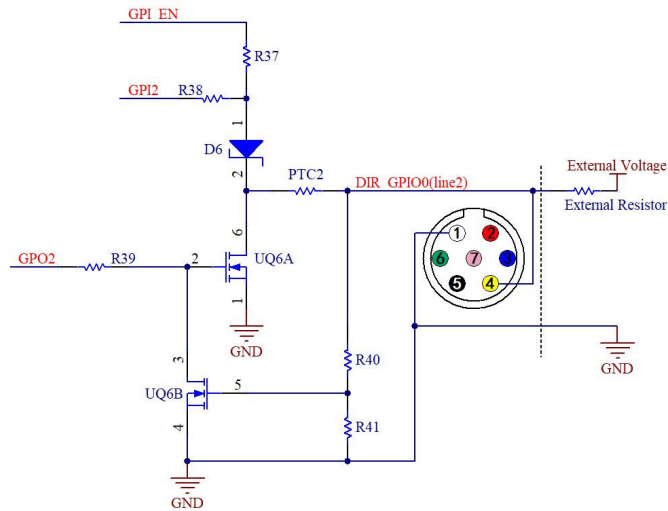 GPI_EN
R37
GPI2
R38
1
D6
2
PTC2
DIR_GPIO0(line2)
External Voltage
External Resistor
6
1
2
GPO2
R39
2
UQ6A
6
7
3
5
4
1
GND
GND
3
R40
UQ6B
5
4
R41
GND